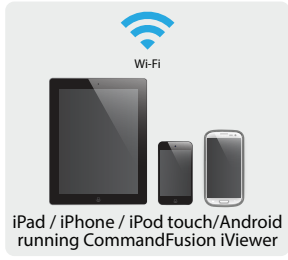 Wi-Fi
iPad / iPhone / iPod touch/Android
running CommandFusion iViewer